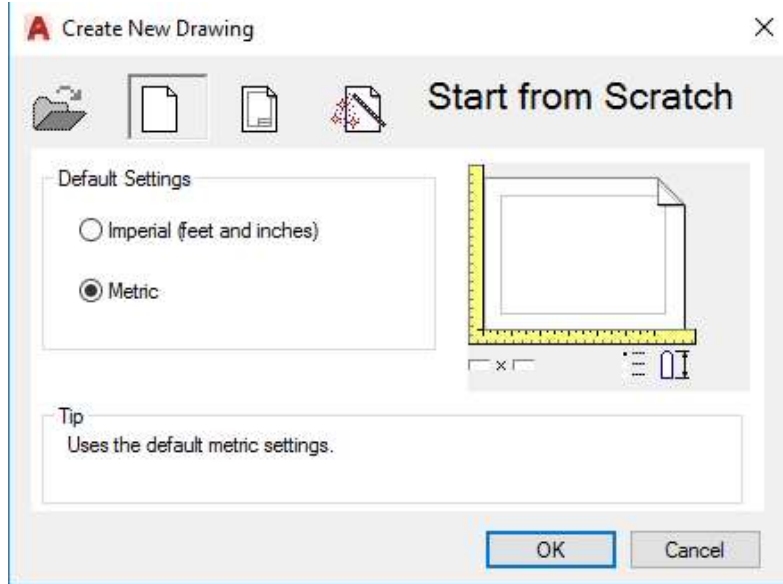 Create New Drawing
Start from Scratch
Default Settings
Imperial (feet and inches)
Metric
Tip
Uses the default metric settings.
OK
Cancel